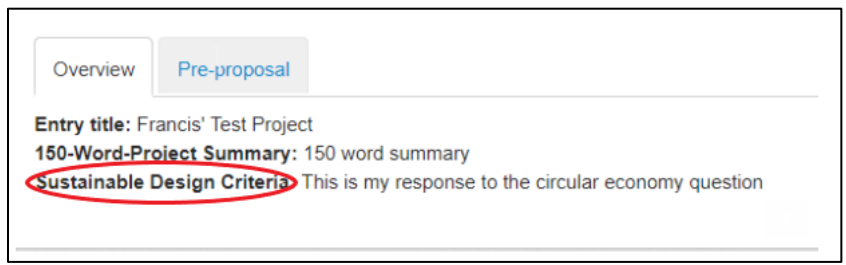 Overview Pre-proposal
Entry title: Francis' Test Project
150-Word-Project Summary: 150 word summary
Sustainable Design Criteria: This is my response to the circular economy question